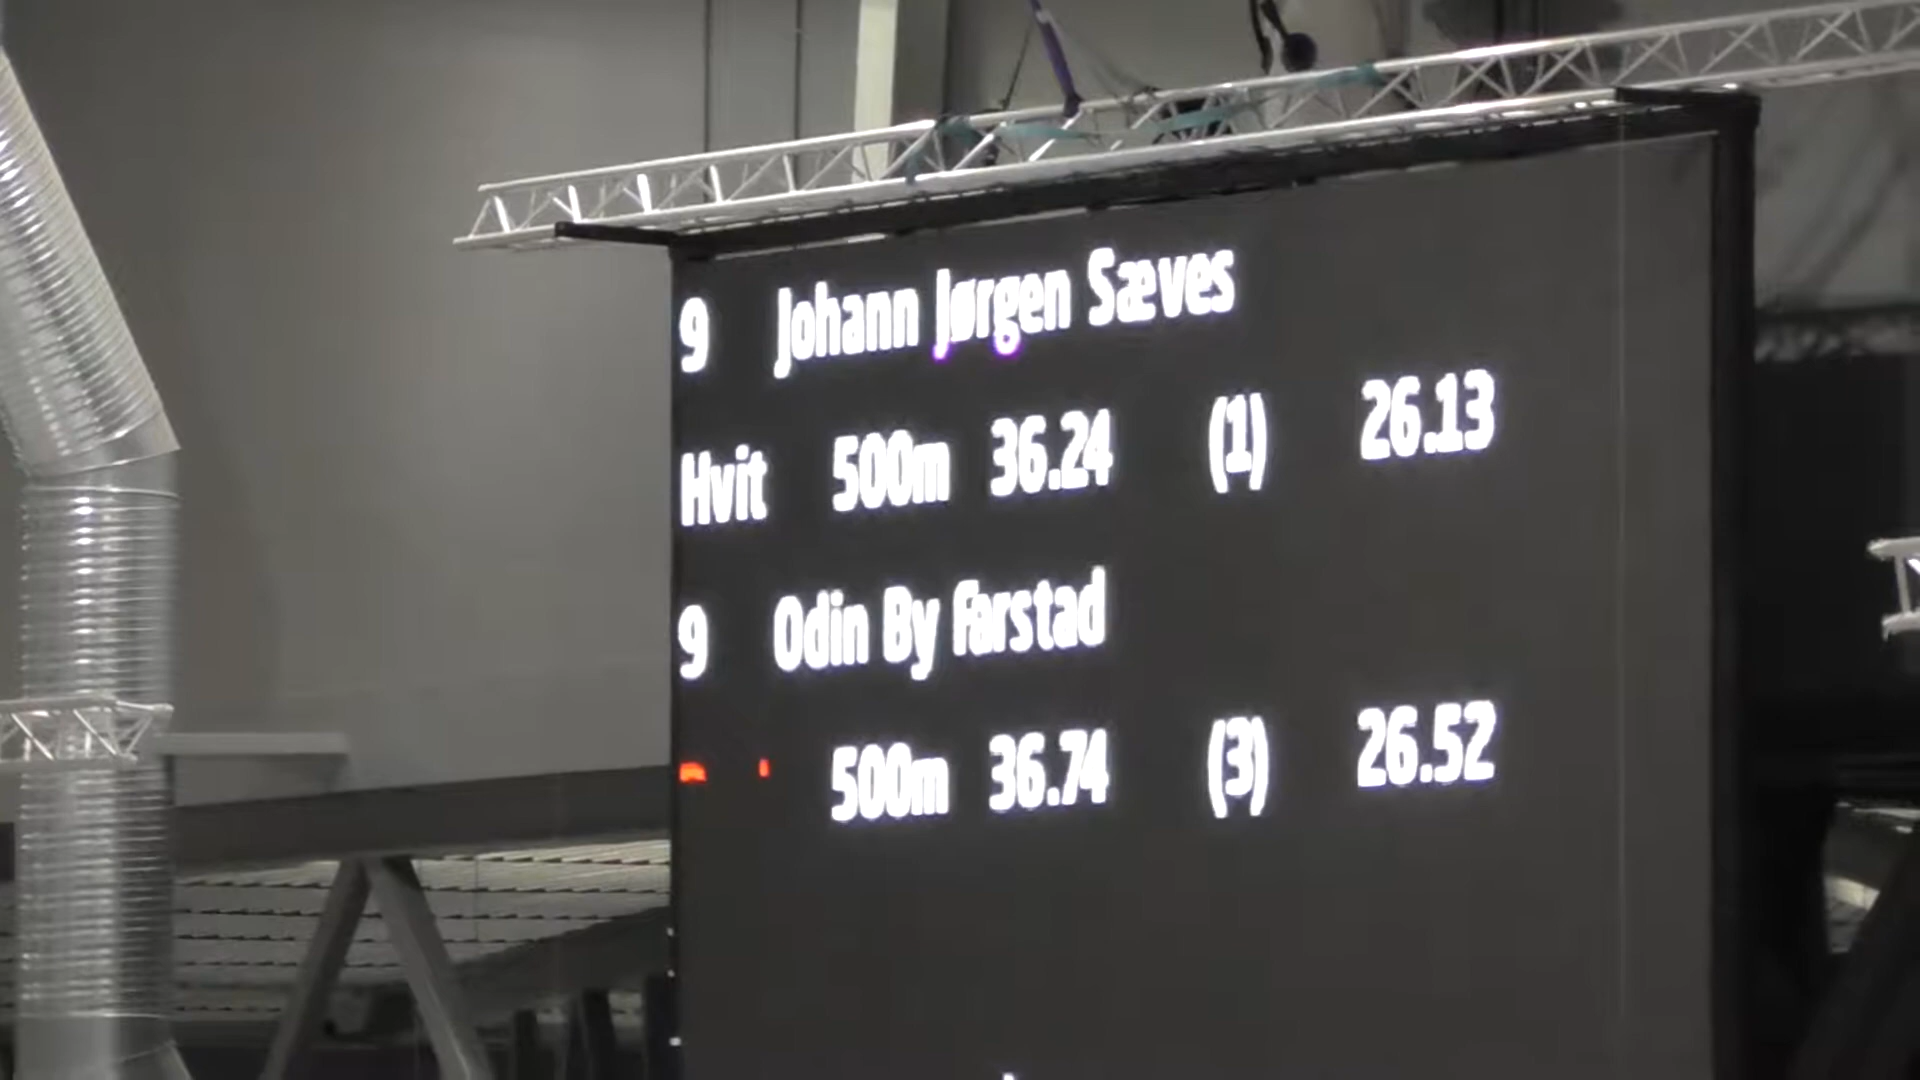 9 Johann Jørgen Sæves
Hvit 500m 36.24 (1) 26.13
9 Odin By Farstad
500m 36.74 (3) 26.52